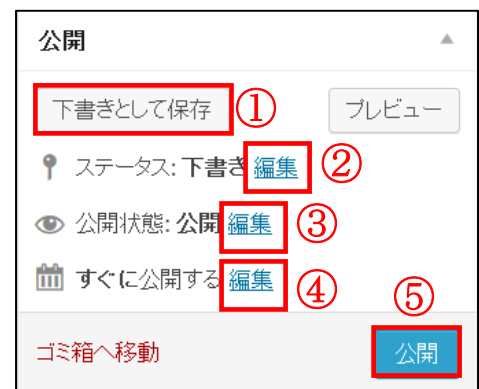 公開
下書きとして保存 ① プレビュー
ステータス: 下書き 編集 ②
公開状態: 公開 編集 ③
すぐに公開する 編集 ④
⑤
ゴミ箱へ移動 公開